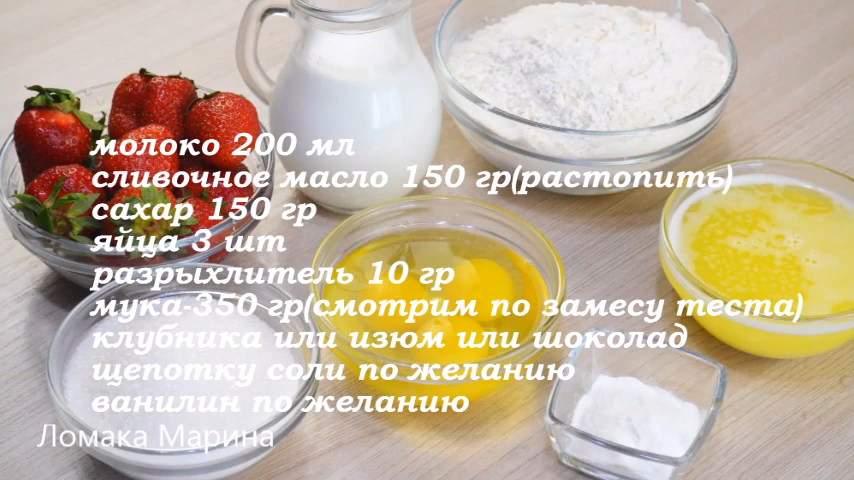 молоко 200 мл
сливочное масло 150 гр(растопить)
сахар 150 гр
яйца 3 шт
разрыхлитель 10 гр
мука-350 гр(смотрим по замесу теста)
клубника или изюм или шоколад
щепотку соли по желанию
ванилин по желанию
Ломака Марина